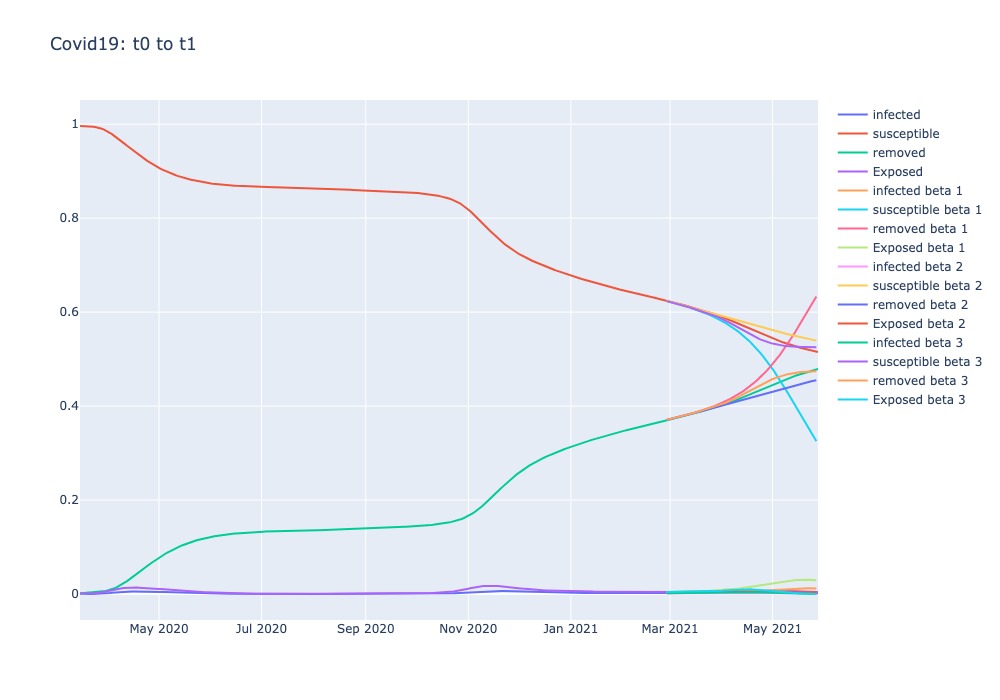 Covid19: t0 to t1
1
0.8
0.6
0.4
0.2
0
May 2020
Jul 2020
Sep 2020
Nov 2020
Jan 2021
Mar 2021
May 2021
infected
susceptible
removed
Exposed
infected beta 1
susceptible beta 1
removed beta 1
Exposed beta 1
infected beta 2
susceptible beta 2
removed beta 2
Exposed beta 2
infected beta 3
susceptible beta 3
removed beta 3
Exposed beta 3